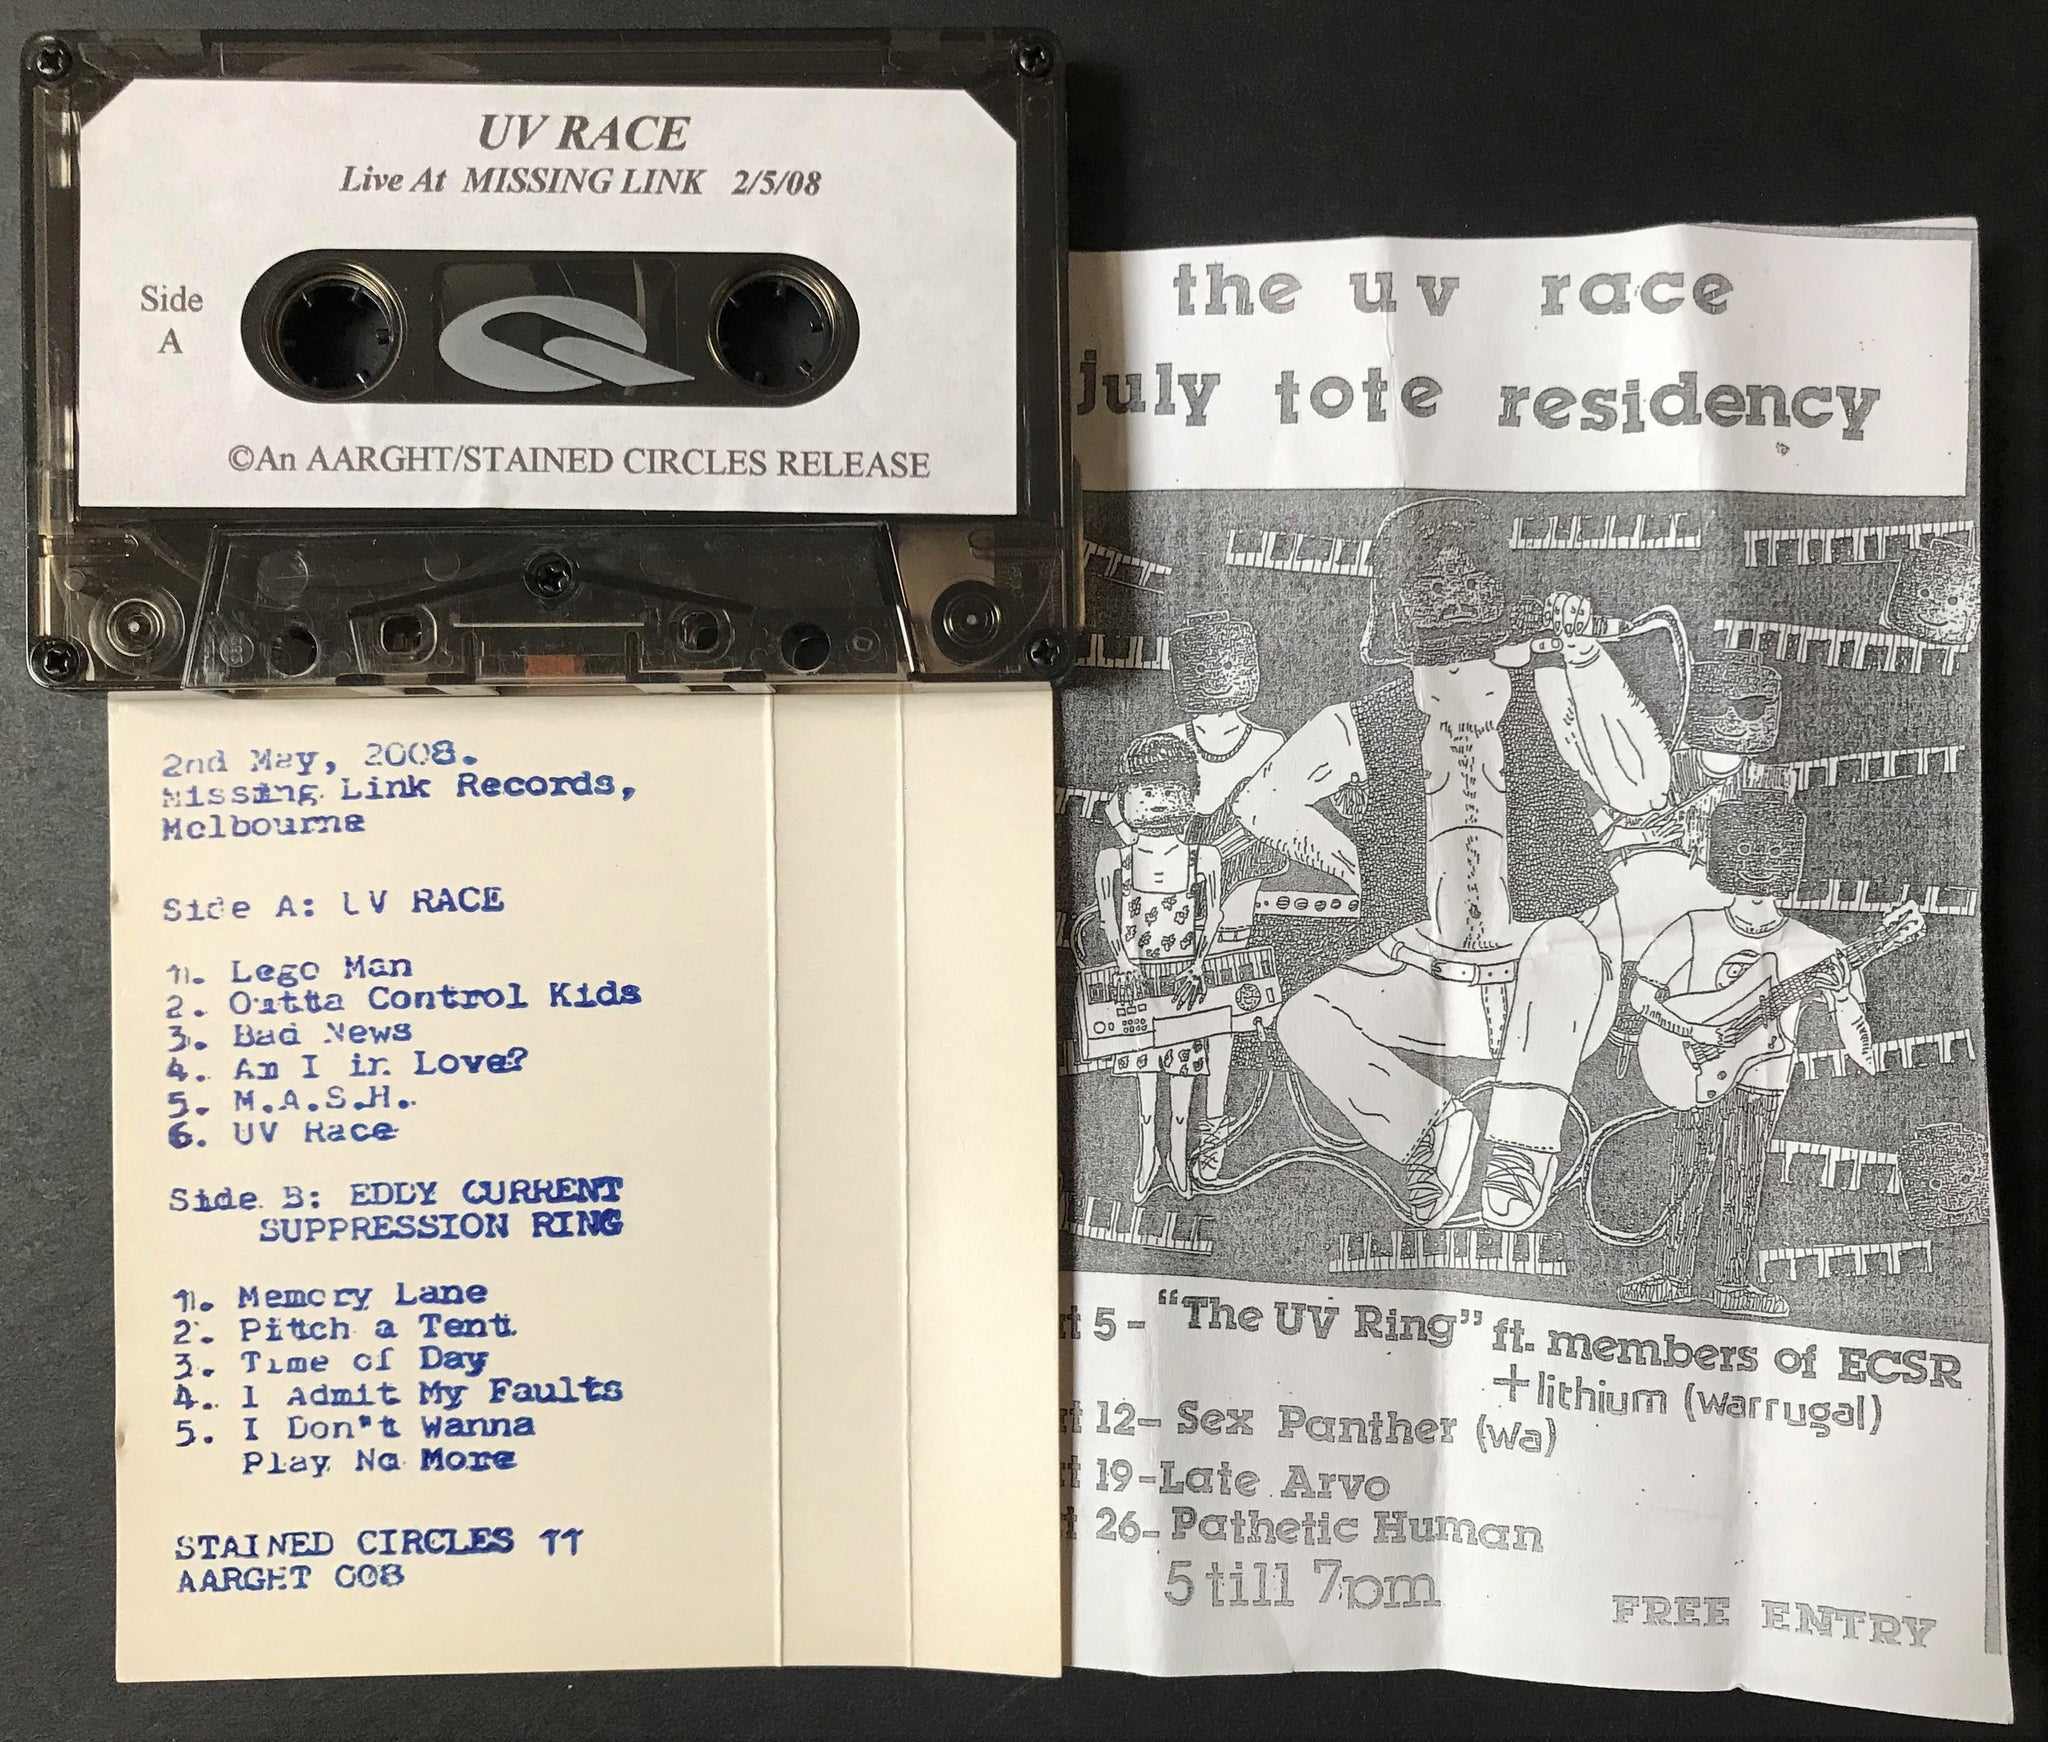 UV RACE
Live At MISSING LINK 2/5/08
Side
A
©An AARGHT/STAINED CIRCLES RELEASE
2nd May, 2008.
Missing Link Records,
Melbourne
Side A: UV RACE
1. Lego Man
2. Outta Control Kids
3. Bad News
4. Am I in Love?
5. M.A.S.H.
6. UV Race
Side B: EDDY CURRENT
SUPPRESSION RING
1. Memory Lane
2. Pitch a Tent
3. Time of Day
4. I Admit My Faults
5. I Don't Wanna
Play No More
STAINED CIRCLES 11
AARGHT 008
the uv race
july tote residency
5 - "The UV Ring" ft. members of ECSR
+ lithium (warrugal)
12- Sex Panther (wa)
19-Late Arvo
26- Pathetic Human
5 till 7pm
FREE ENTRY